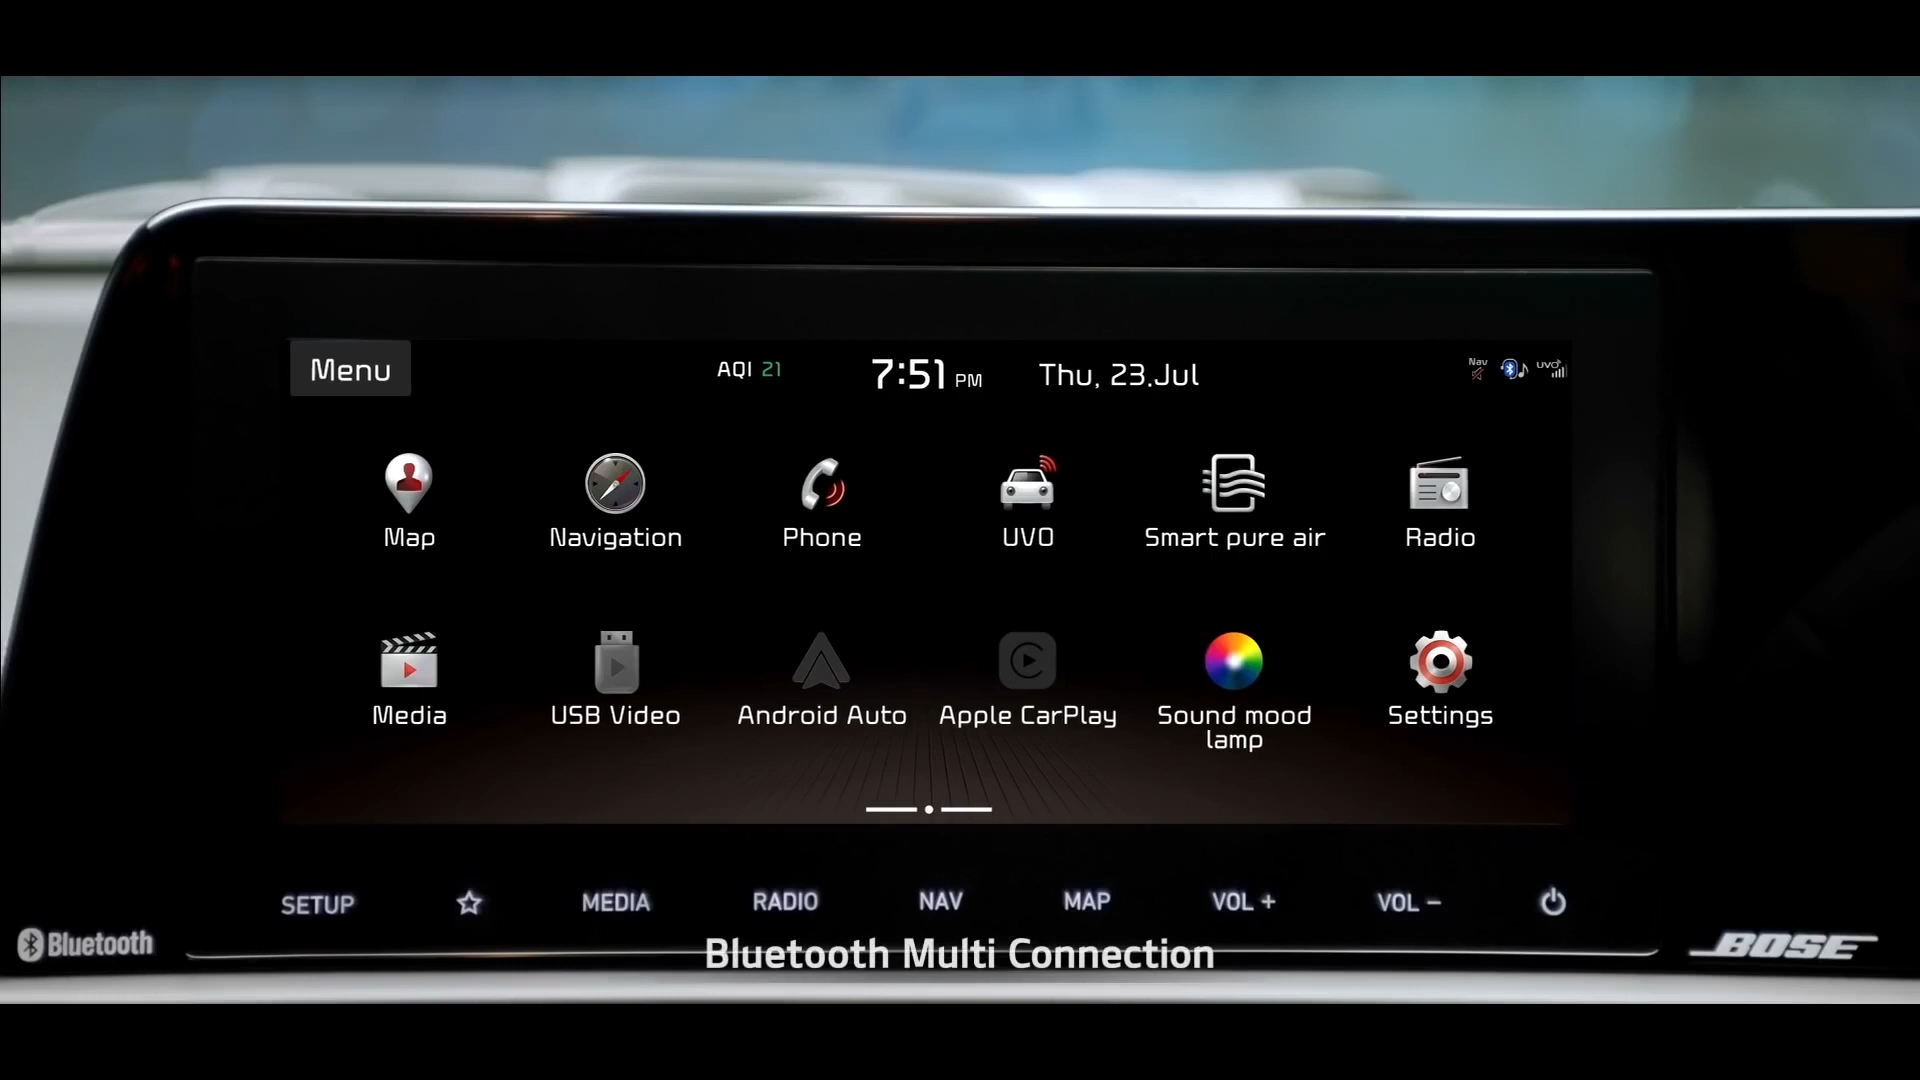 Menu
AQI 21
7:51 PM
Thu, 23.Jul
Nav
UVO
Map
Navigation
Phone
UVO
Smart pure air
Radio
Media
USB Video
Android Auto
Apple CarPlay
Sound mood
lamp
Settings
SETUP
MEDIA
RADIO
NAV
MAP
VOL +
VOL −
Bluetooth
Bluetooth Multi Connection
BOSE